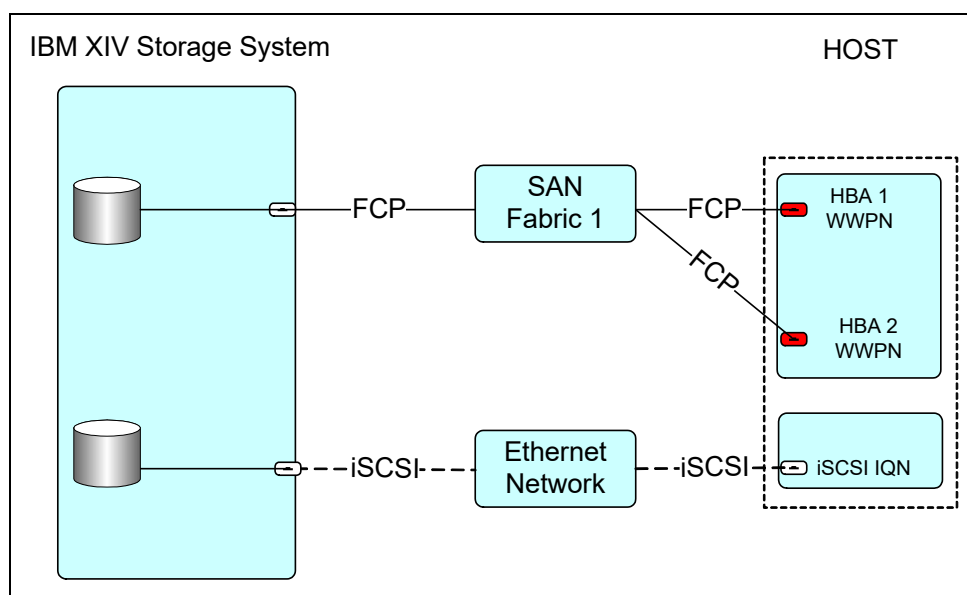 IBM XIV Storage System
HOST
FCP
SAN
Fabric 1
FCP
HBA 1
WWPN
FCP
HBA 2
WWPN
iSCSI
Ethernet
Network
iSCSI
iSCSI IQN